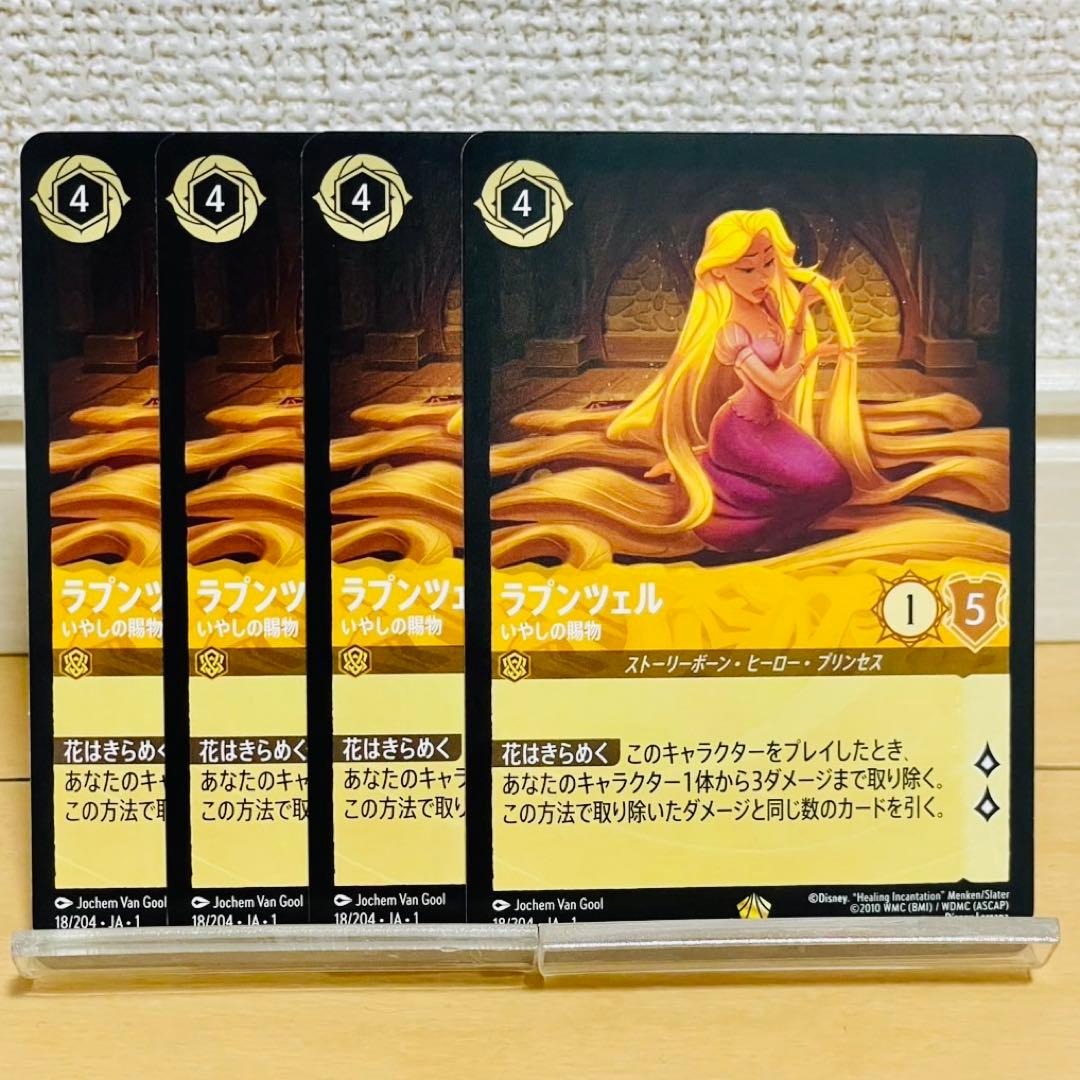 4
ラプンツ
いやしの賜物
花はきらめく
あなたのキ
この方法で取
Jochem Van Gool
18/204・JA・1
4
ラプンツ
いやしの賜物
花はきらめく
あなたのキャ
この方法で取り
Jochem Van Gool
18/204・JA・1
4
ラプンツェ
いやしの賜物
花はきらめく
あなたのキャラ
この方法で取り
Jochem Van Gool
18/204・JA・1
4
ラプンツェル
いやしの賜物
1 5
ストーリーボーン・ヒーロー・プリンセス
花はきらめく このキャラクターをプレイしたとき、
あなたのキャラクター1体から3ダメージまで取り除く。
この方法で取り除いたダメージと同じ数のカードを引く。
Jochem Van Gool
18/204・JA・1
©Disney. "Healing Incantation" Menken/Slater
©2010 WMC (BMI) / WDMC (ASCAP)